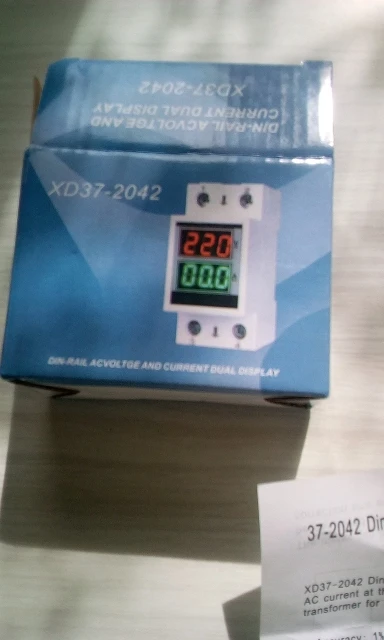 XD37-2042
DIN-RAIL ACVOLTGE AND
CURRENT DUAL DISPLAY
XD37-2042
220
00.0
DIN-RAIL ACVOLTGE AND CURRENT DUAL DISPLAY
37-2042 Din
XD37-2042 Din
AC current at th
transformer for